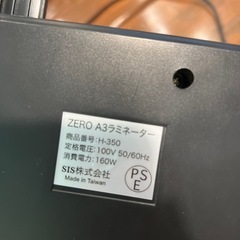 ZERO A3ラミネーター
商品番号:H-350
定格電圧:100V 50/60Hz
消費電力:160W
SIS株式会社
Made in Taiwan
PS
E